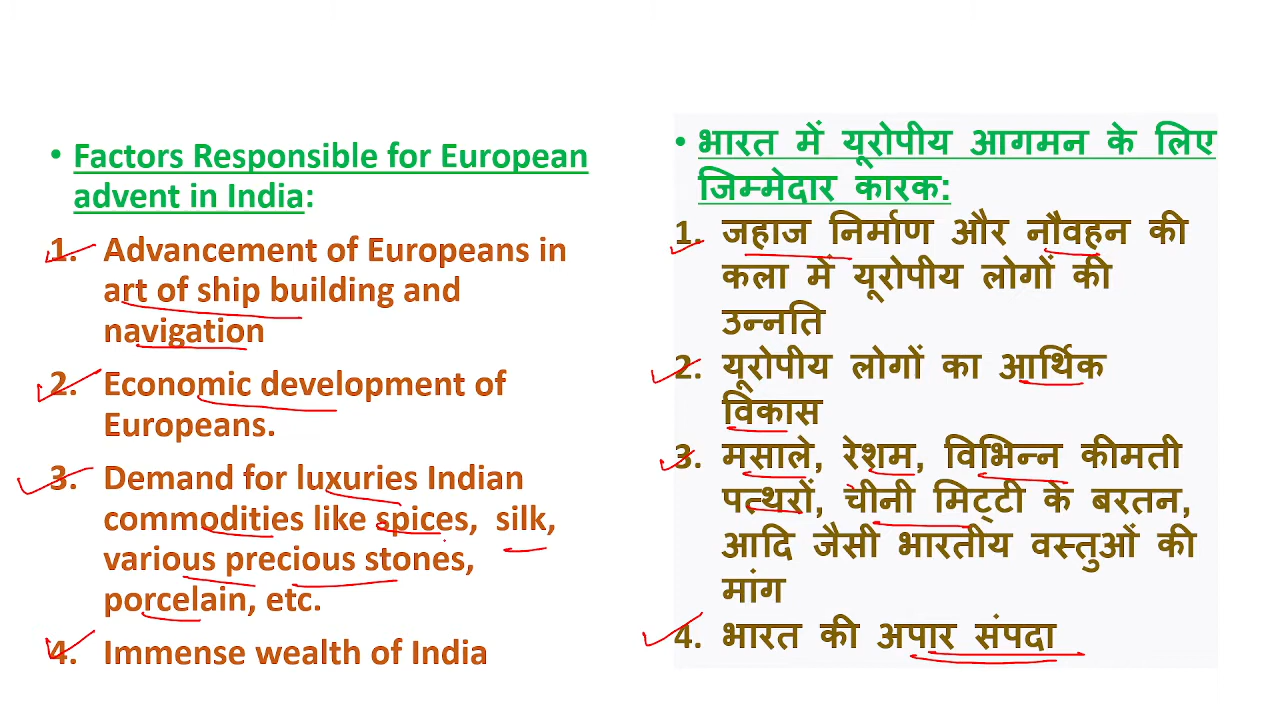 • Factors Responsible for European
advent in India:
1. Advancement of Europeans in
art of ship building and
navigation
2. Economic development of
Europeans.
3. Demand for luxuries Indian
commodities like spices, silk,
various precious stones,
porcelain, etc.
4. Immense wealth of India
• भारत में यूरोपीय आगमन के लिए
जिम्मेदार कारक:
1. जहाज निर्माण और नौवहन की
कला में यूरोपीय लोगों की
उन्नति
2. यूरोपीय लोगों का आर्थिक
विकास
3. मसाले, रेशम, विभिन्न कीमती
पत्थरों, चीनी मिट्टी के बरतन,
आदि जैसी भारतीय वस्तुओं की
मांग
4. भारत की अपार संपदा